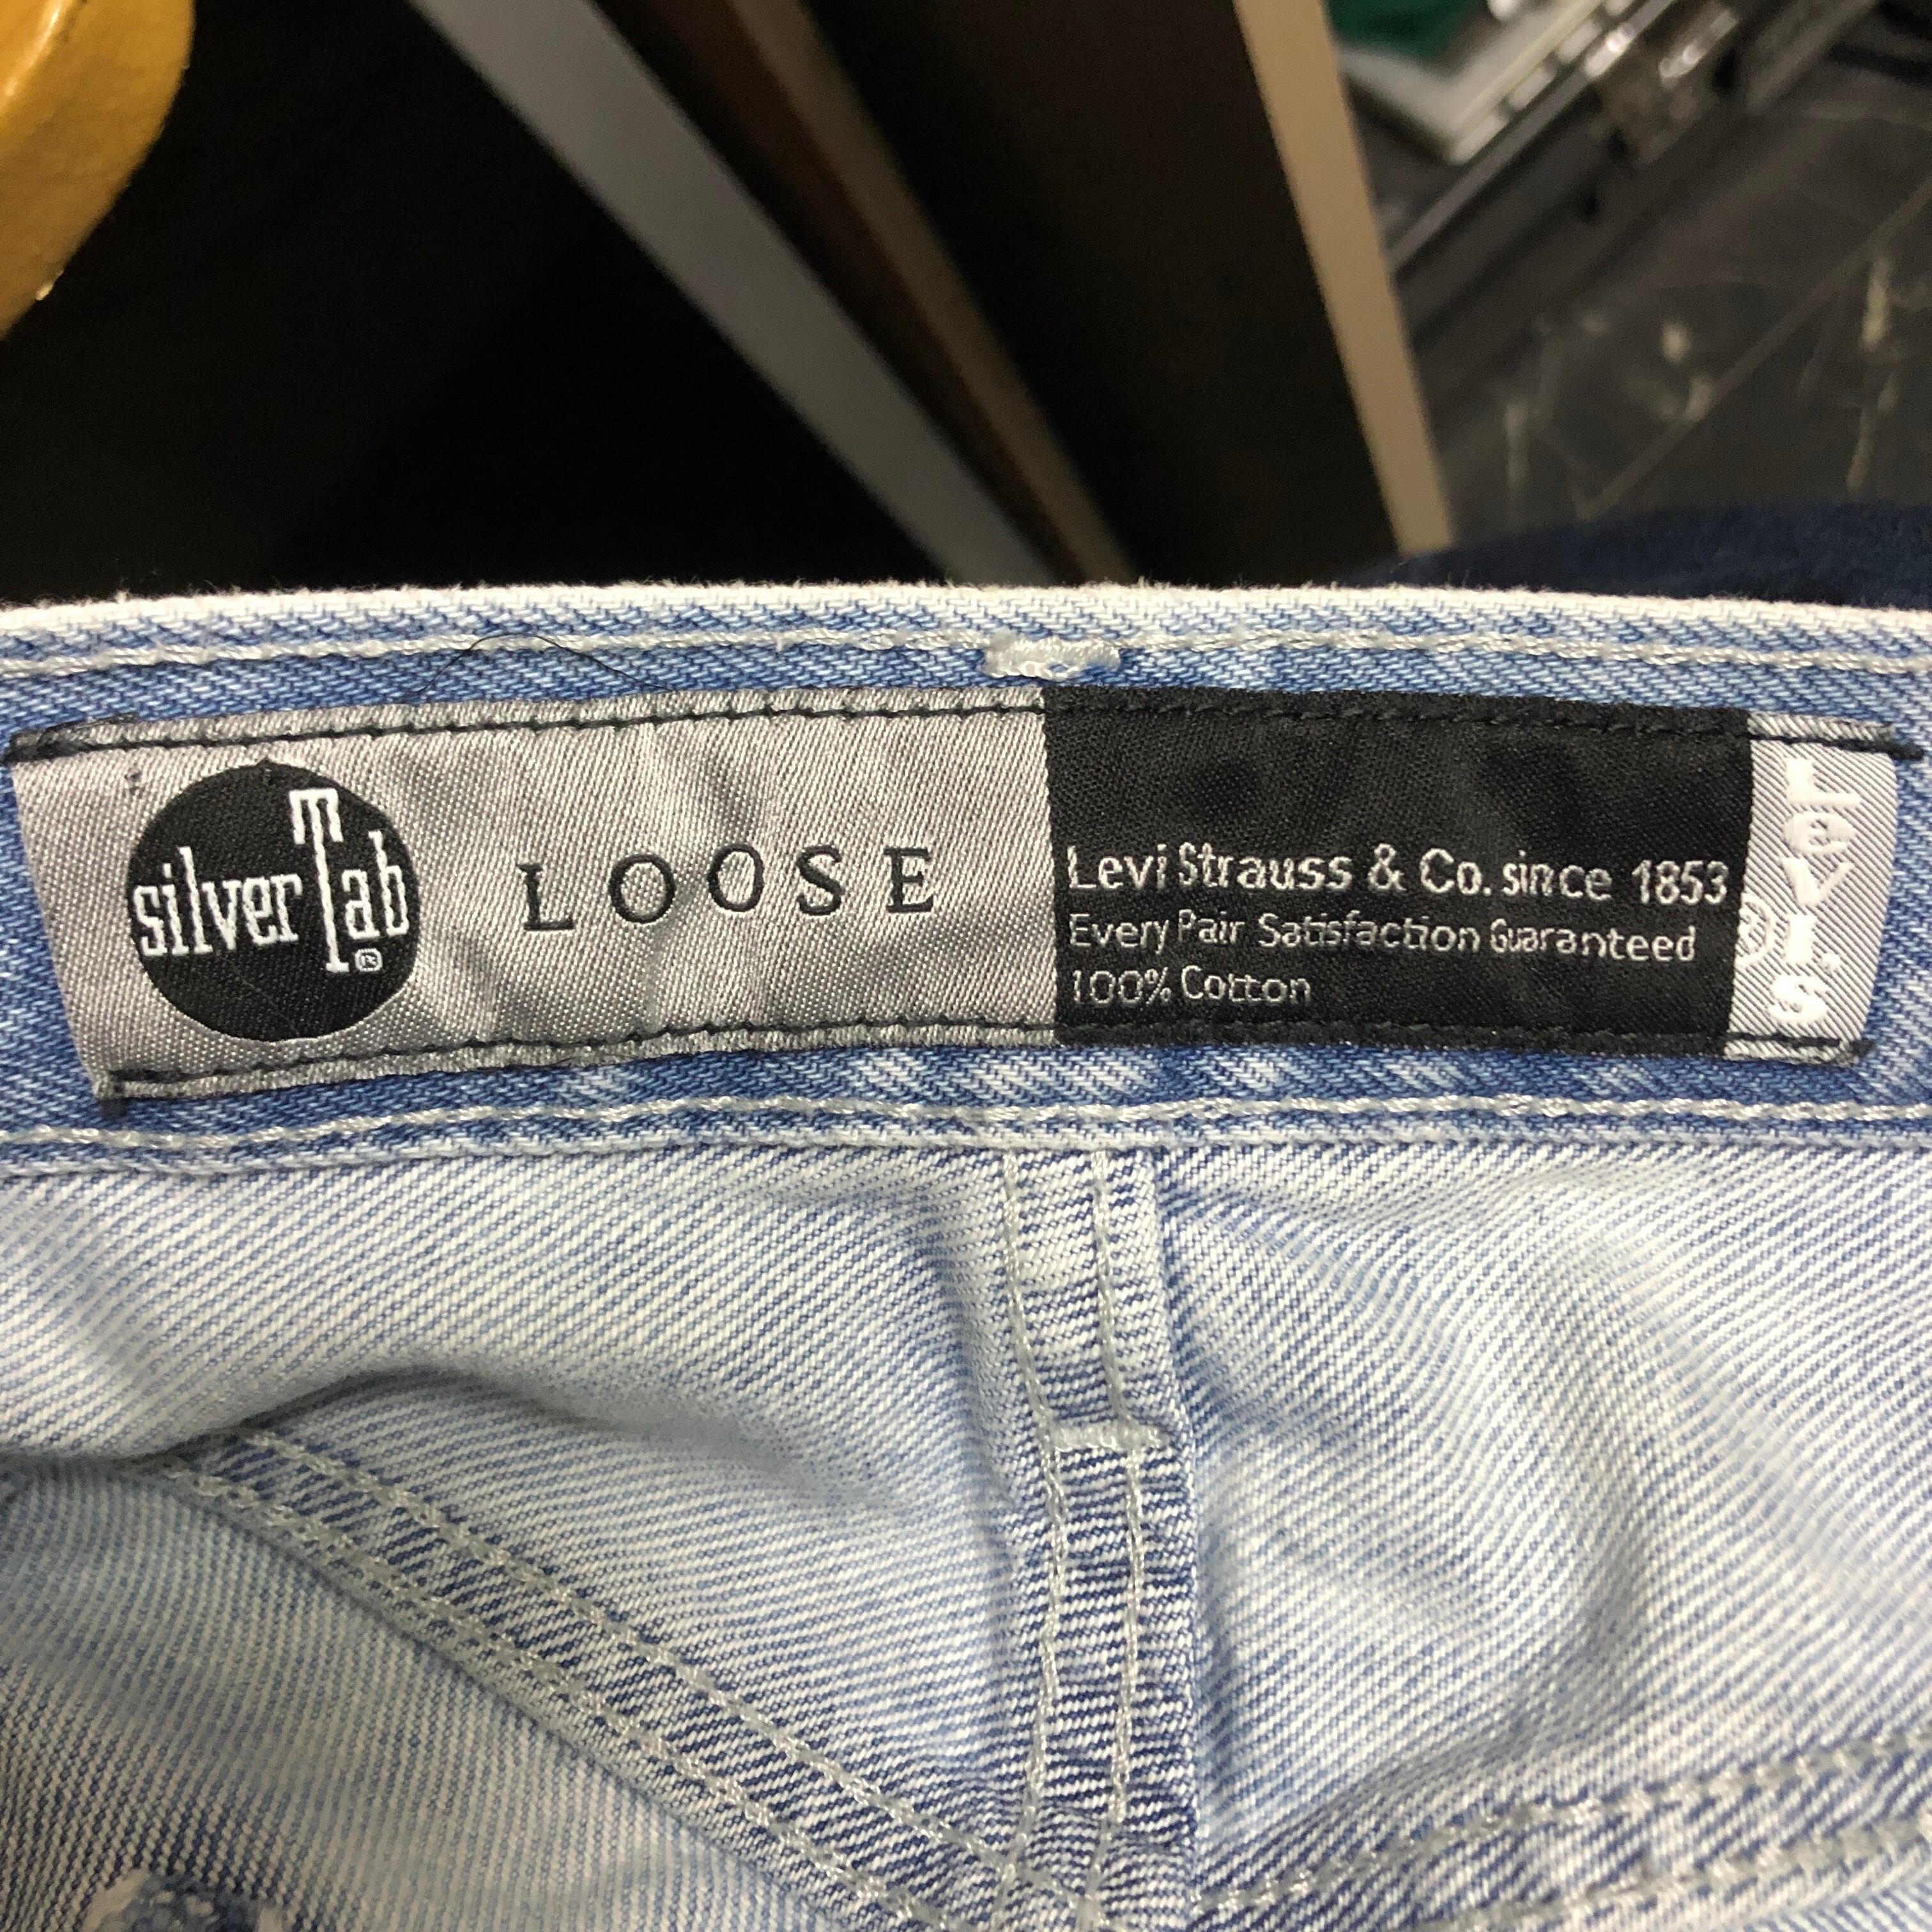 silver Tab ®
LOOSE
Levi Strauss & Co. since 1853
Every Pair Satisfaction Guaranteed
100% Cotton
LeVI'S
®